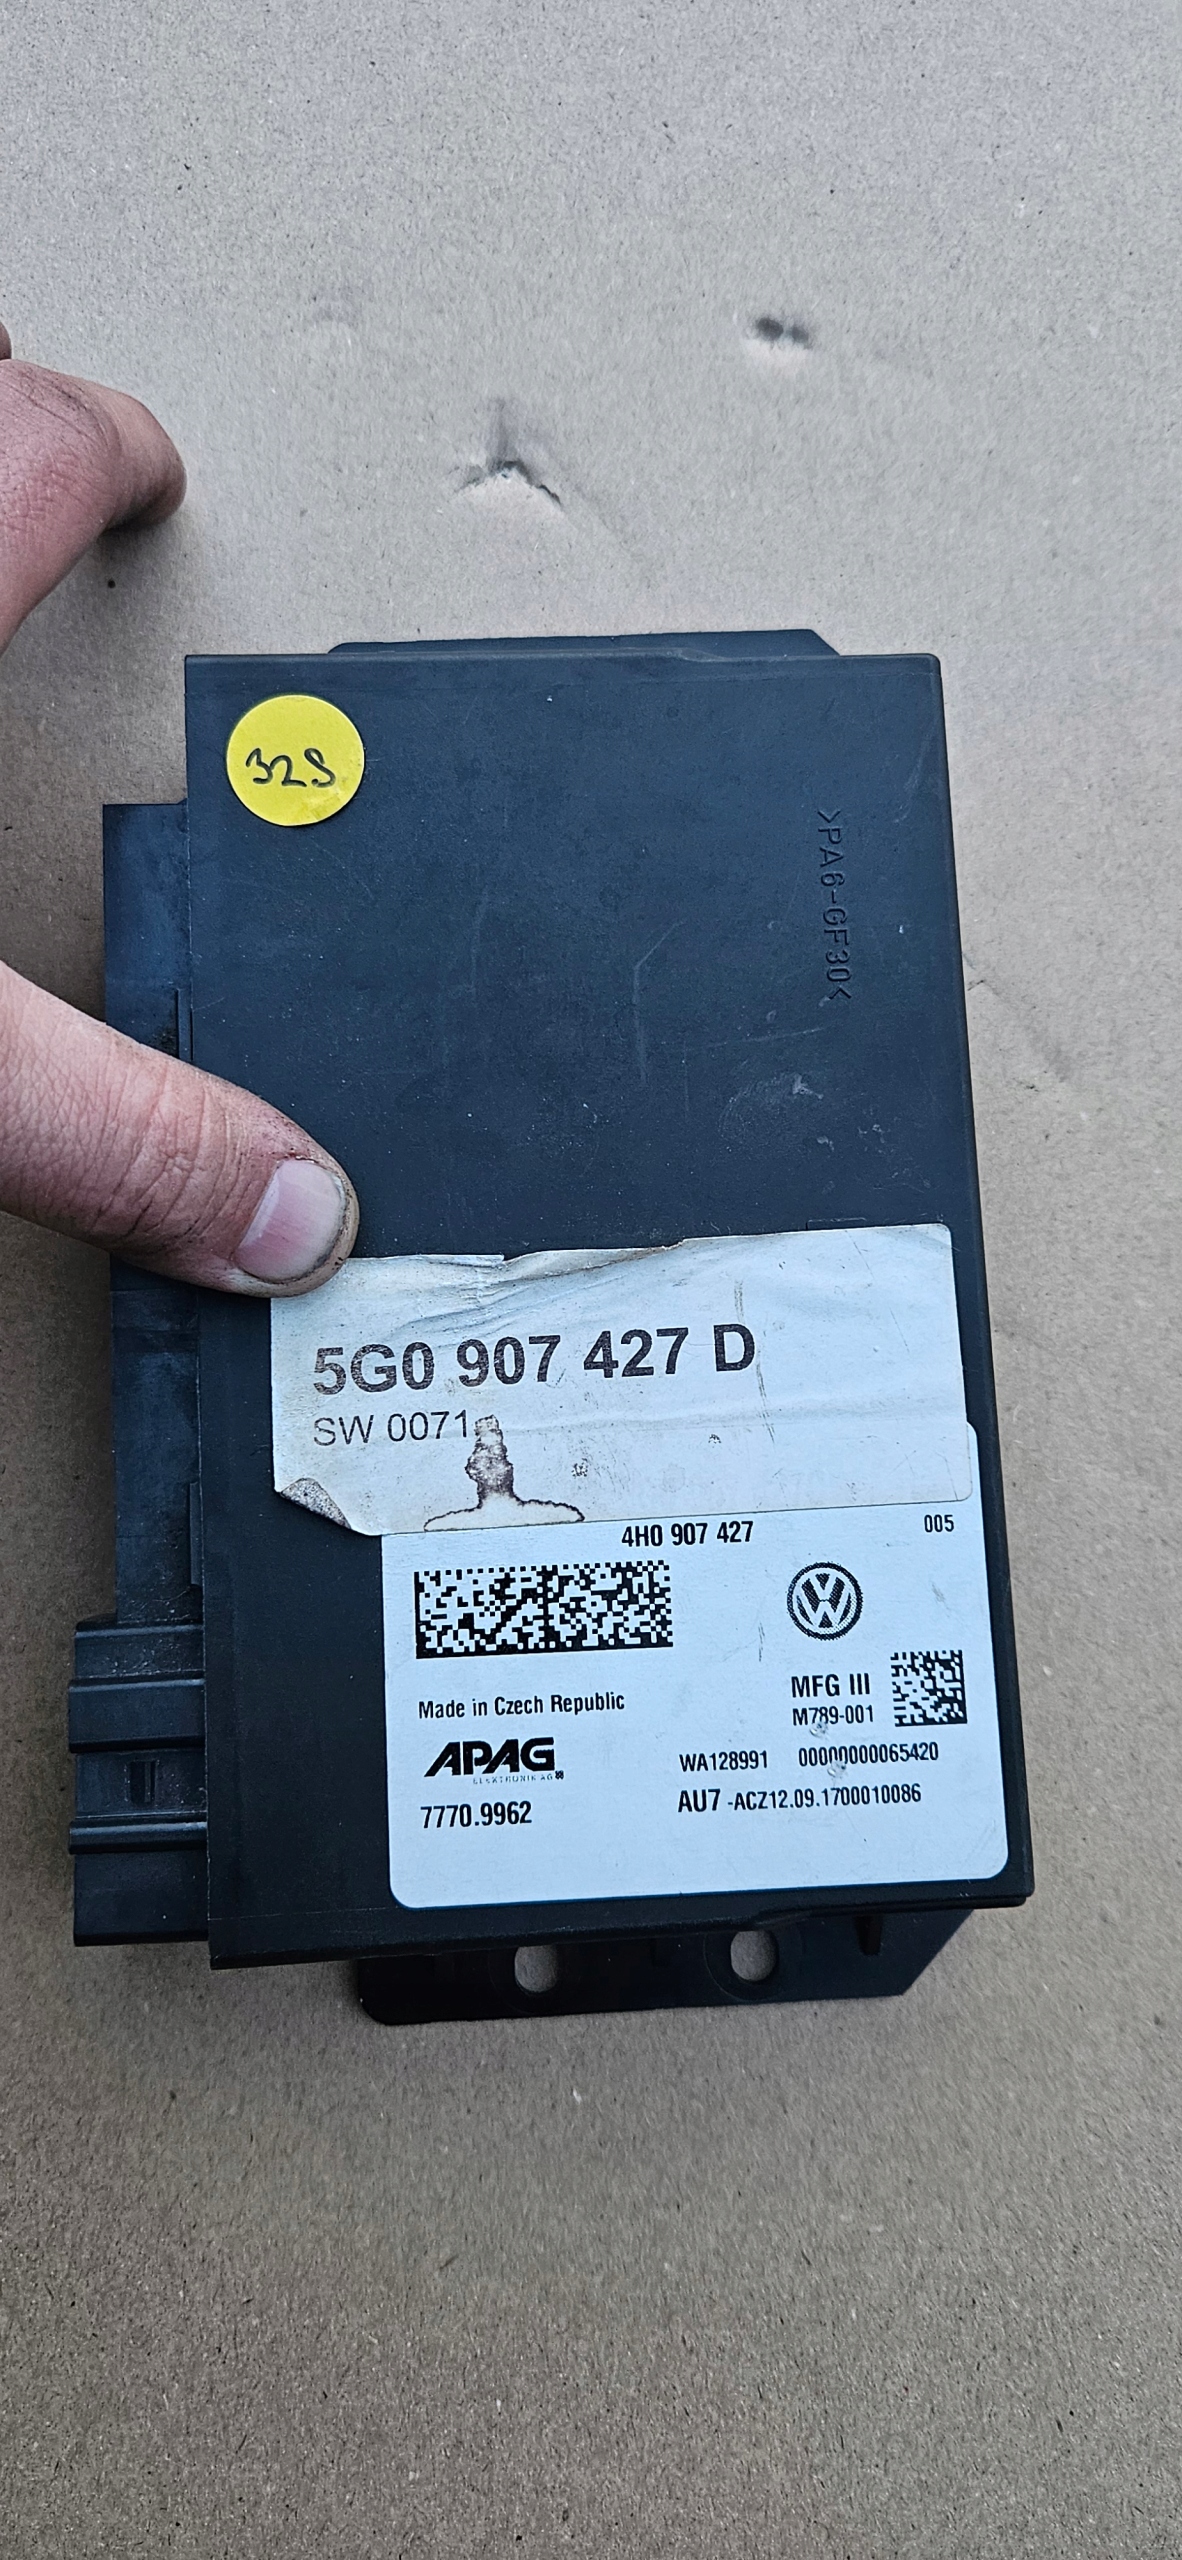 32S
>PA6-GF30<
5G0 907 427 D
SW 0071
4H0 907 427
005
Made in Czech Republic
MFG III
M789-001
APAG
ELEKTRONIK AG
WA128991 00000000065420
7770.9962
AU7 -ACZ12.09.1700010086